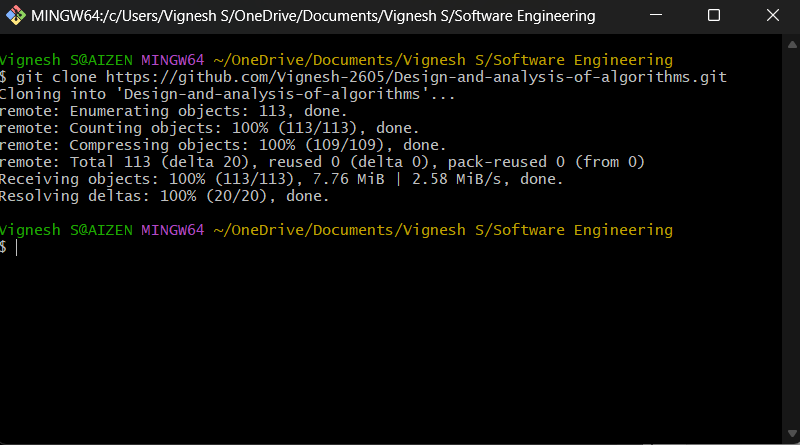 MINGW64:/c/Users/Vignesh S/OneDrive/Documents/Vignesh S/Software Engineering
Vignesh S@AIZEN MINGW64 ~/OneDrive/Documents/Vignesh S/Software Engineering
$ git clone https://github.com/Vignesh-2605/Design-and-analysis-of-algorithms.git
Cloning into 'Design-and-analysis-of-algorithms'...
remote: Enumerating objects: 113, done.
remote: Counting objects: 100% (113/113), done.
remote: Compressing objects: 100% (109/109), done.
remote: Total 113 (delta 20), reused 0 (delta 0), pack-reused 0 (from 0)
Receiving objects: 100% (113/113), 7.76 MiB | 2.58 MiB/s, done.
Resolving deltas: 100% (20/20), done.
Vignesh S@AIZEN MINGW64 ~/OneDrive/Documents/Vignesh S/Software Engineering
$